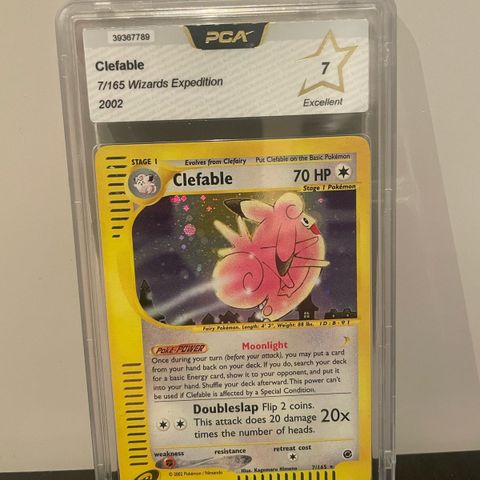 39367789
PGA
Clefable
7/165 Wizards Expedition
2002
7
Excellent
STAGE 1
Evolves from Clefairy
Put Clefable on the Basic Pokémon
Clefable
70 HP
Stage 1 Pokémon
Fairy Pokémon. Length: 4' 3", Weight: 88 lbs. ID-B-91
Poké-POWER
Moonlight
Once during your turn (before your attack), you may put a card
from your hand back on your deck. If you do, search your deck
for a basic Energy card, show it to your opponent, and put it
into your hand. Shuffle your deck afterward. This power can't
be used if Clefable is affected by a Special Condition.
Doubleslap Flip 2 coins.
This attack does 20 damage
times the number of heads.
20x
weakness
resistance
retreat cost
Illus. Kagemaru Himeno
7/165
© 2002 Pokémon / Nintendo